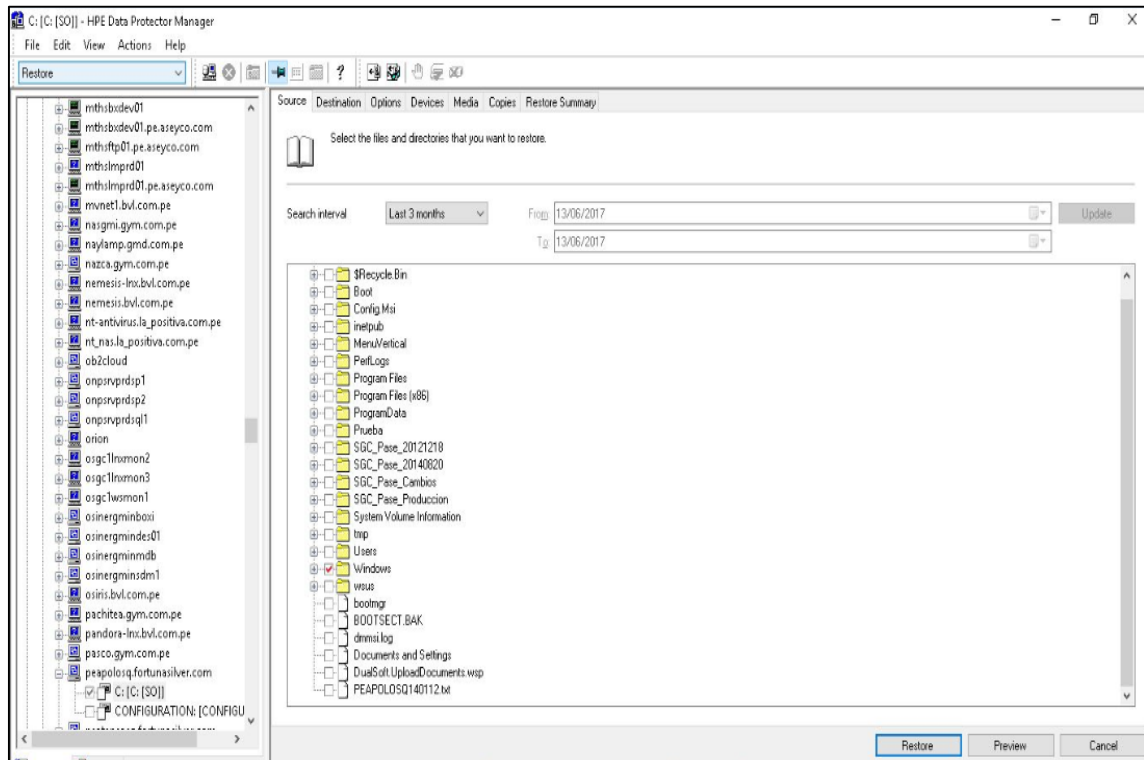 C: [C: [SO]] - HPE Data Protector Manager
File Edit View Actions Help
Restore
mthsbxdev01
mthsbxdev01.pe.aseyco.com
mthsftp01.pe.aseyco.com
mthslmprd01
mthslmprd01.pe.aseyco.com
mvnet1.bvl.com.pe
nasgmi.gym.com.pe
naylamp.gmd.com.pe
nazca.gym.com.pe
nemesis-lnx.bvl.com.pe
nemesis.bvl.com.pe
nt-antivirus.la_positiva.com.pe
nt_nas.la_positiva.com.pe
ob2cloud
onpsrvprdsp1
onpsrvprdsp2
onpsrvprdsql1
orion
osgc1lnxmon2
osgc1lnxmon3
osgc1wsmon1
osinergminboxi
osinergmindes01
osinergminmdb
osinergminsdm1
osiris.bvl.com.pe
pachitea.gym.com.pe
pandora-lnx.bvl.com.pe
pasco.gym.com.pe
peapolosq.fortunasilver.com
C: [C: [SO]]
CONFIGURATION: [CONFIGU
Source Destination Options Devices Media Copies Restore Summary
Select the files and directories that you want to restore.
Search interval Last 3 months From: 13/06/2017 Update
To: 13/06/2017
$Recycle.Bin
Boot
Config.Msi
inetpub
MenuVertical
PerfLogs
Program Files
Program Files (x86)
ProgramData
Prueba
SGC_Pase_20121218
SGC_Pase_20140820
SGC_Pase_Cambios
SGC_Pase_Produccion
System Volume Information
tmp
Users
Windows
wsus
bootmgr
BOOTSECT.BAK
dmmsi.log
Documents and Settings
DualSoft.UploadDocuments.wsp
PEAPOLOSQ140112.txt
Restore Preview Cancel